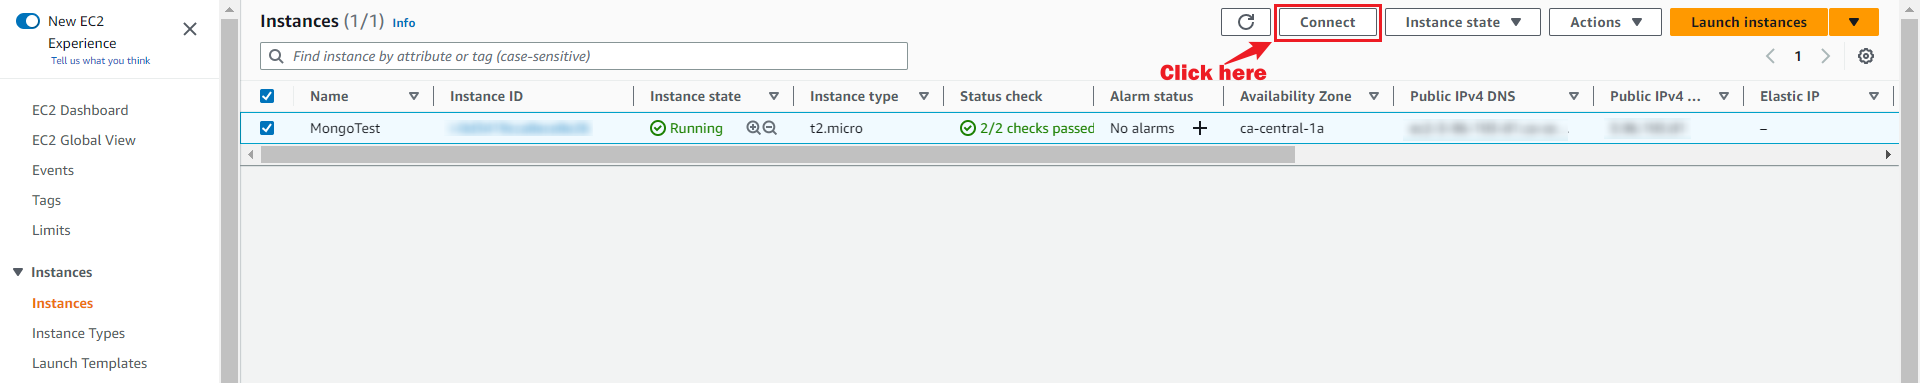 New EC2
Experience
Tell us what you think
EC2 Dashboard
EC2 Global View
Events
Tags
Limits
Instances
Instances
Instance Types
Launch Templates
Instances (1/1) Info
Connect
Instance state
Actions
Launch instances
Find instance by attribute or tag (case-sensitive)
1
Click here
Name Instance ID Instance state Instance type Status check Alarm status Availability Zone Public IPv4 DNS Public IPv4 ... Elastic IP
MongoTest Running t2.micro 2/2 checks passed No alarms + ca-central-1a –